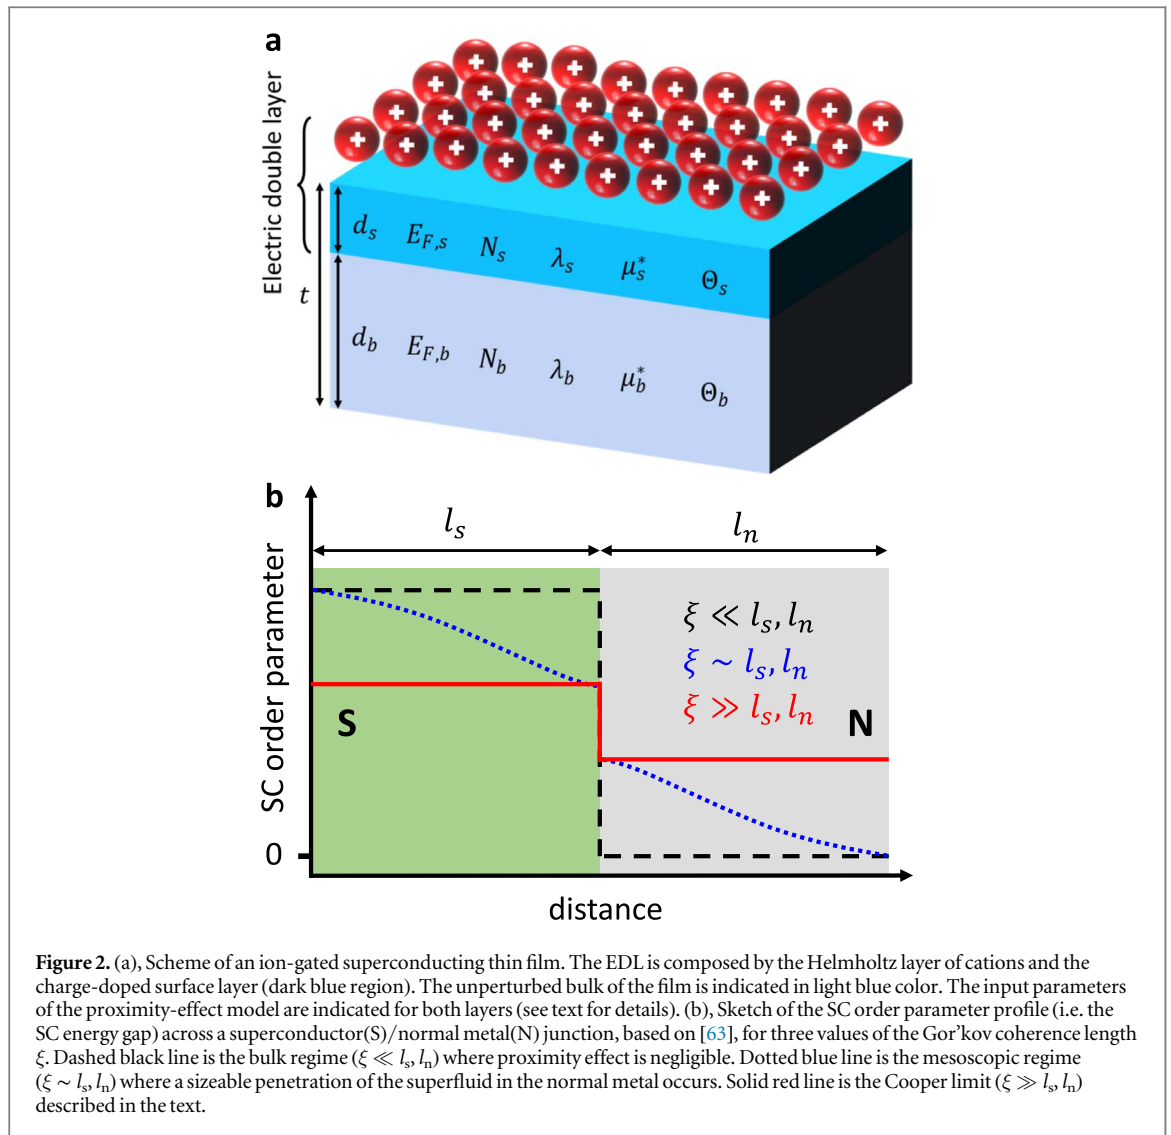 a
Electric double layer
t
d_s E_{F,s} N_s λ_s μ_s^* Θ_s
d_b E_{F,b} N_b λ_b μ_b^* Θ_b
b
SC order parameter
l_s l_n
ξ ≪ l_s, l_n
ξ ~ l_s, l_n
ξ ≫ l_s, l_n
S N
0
distance
Figure 2. (a), Scheme of an ion-gated superconducting thin film. The EDL is composed by the Helmholtz layer of cations and the
charge-doped surface layer (dark blue region). The unperturbed bulk of the film is indicated in light blue color. The input parameters
of the proximity-effect model are indicated for both layers (see text for details). (b), Sketch of the SC order parameter profile (i.e. the
SC energy gap) across a superconductor(S)/normal metal(N) junction, based on [63], for three values of the Gor'kov coherence length
ξ. Dashed black line is the bulk regime (ξ ≪ l_s, l_n) where proximity effect is negligible. Dotted blue line is the mesoscopic regime
(ξ ~ l_s, l_n) where a sizeable penetration of the superfluid in the normal metal occurs. Solid red line is the Cooper limit (ξ ≫ l_s, l_n)
described in the text.